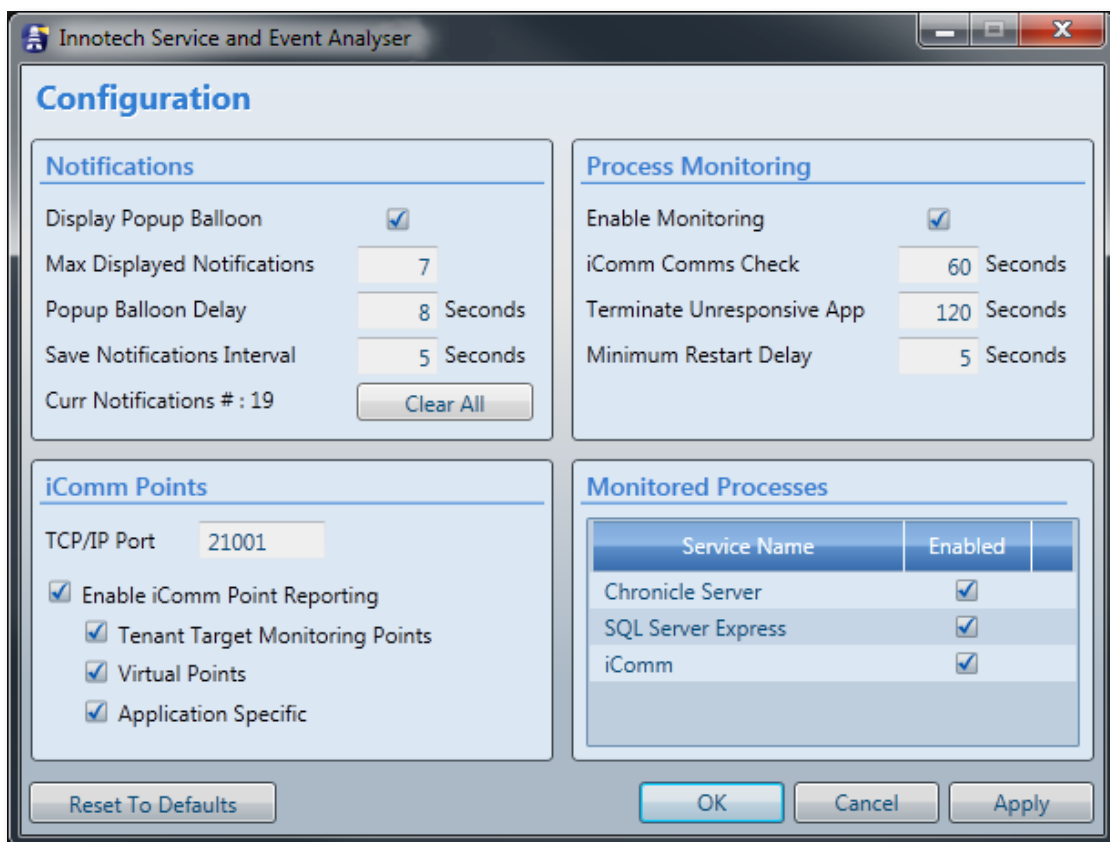 Innotech Service and Event Analyser
Configuration
Notifications
Display Popup Balloon
Max Displayed Notifications 7
Popup Balloon Delay 8 Seconds
Save Notifications Interval 5 Seconds
Curr Notifications # : 19 Clear All
Process Monitoring
Enable Monitoring
iComm Comms Check 60 Seconds
Terminate Unresponsive App 120 Seconds
Minimum Restart Delay 5 Seconds
iComm Points
TCP/IP Port 21001
Enable iComm Point Reporting
Tenant Target Monitoring Points
Virtual Points
Application Specific
Monitored Processes
Service Name Enabled
Chronicle Server
SQL Server Express
iComm
Reset To Defaults OK Cancel Apply